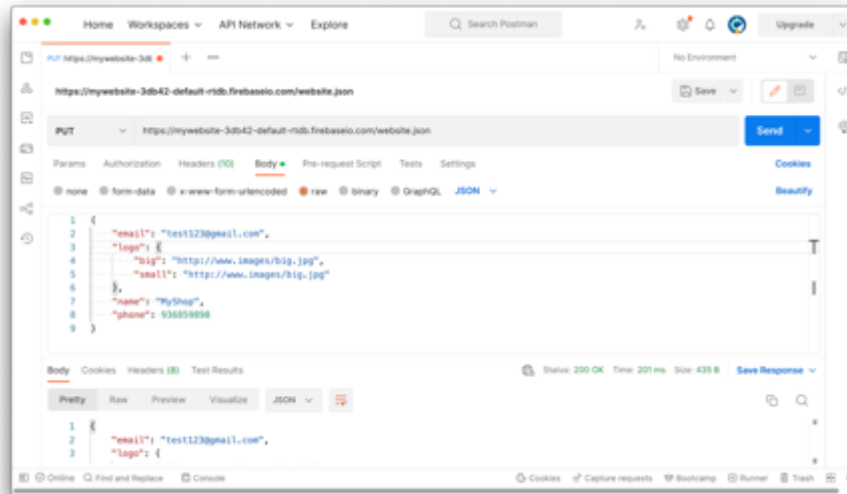 Home Workspaces API Network Explore Search Postman Upgrade
PUT https://mywebsite-3db No Environment
https://mywebsite-3db42-default-rtdb.firebaseio.com/website.json Save
PUT https://mywebsite-3db42-default-rtdb.firebaseio.com/website.json Send
Params Authorization Headers (10) Body Pre-request Script Tests Settings Cookies
none form-data x-www-form-urlencoded raw binary GraphQL JSON Beautify
1 {
2 "email": "test123@gmail.com",
3 "logo": {
4 "big": "http://www.images/big.jpg",
5 "small": "http://www.images/big.jpg"
6 },
7 "name": "MyShop",
8 "phone": 936859898
9 }
Body Cookies Headers (8) Test Results Status: 200 OK Time: 201 ms Size: 435 B Save Response
Pretty Raw Preview Visualize JSON
1 {
2 "email": "test123@gmail.com",
3 "logo": {
Online Find and Replace Console Cookies Capture requests Bootcamp Runner Trash